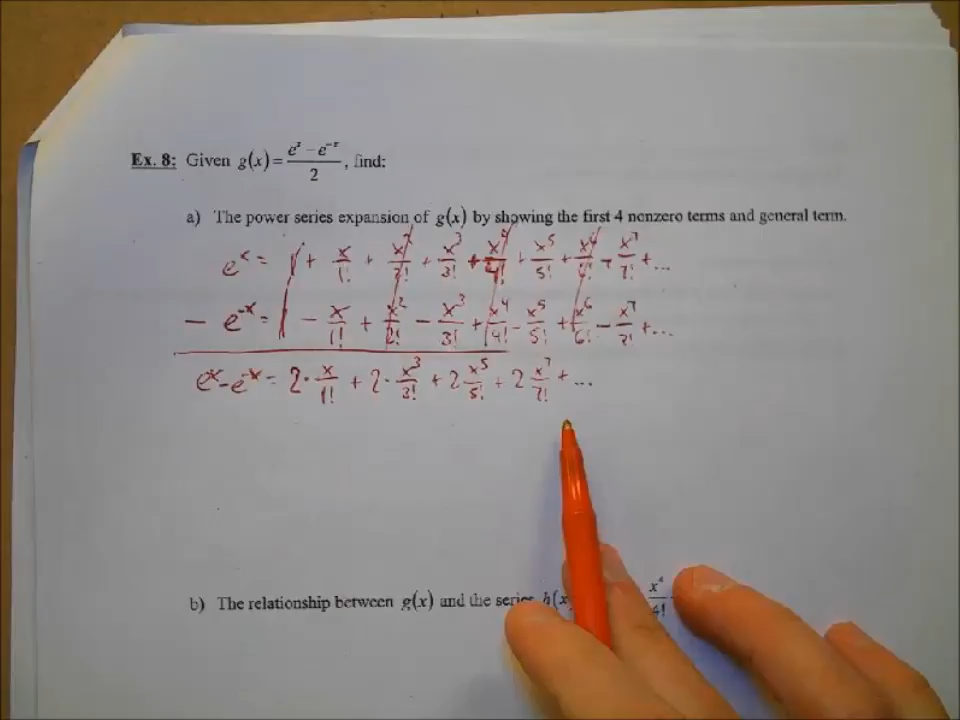 Ex. 8: Given g(x) = (e^x − e^−x)/2, find:
a) The power series expansion of g(x) by showing the first 4 nonzero terms and general term.
e^x = 1 + x/1! + x^2/2! + x^3/3! + x^4/4! + x^5/5! + x^6/6! + x^7/7! + ...
− e^−x = 1 − x/1! + x^2/2! − x^3/3! + x^4/4! − x^5/5! + x^6/6! − x^7/7! + ...
e^x − e^−x = 2 · x/1! + 2 · x^3/3! + 2 x^5/5! + 2 x^7/7! + ...
b) The relationship between g(x) and the series h(x x^4/4!